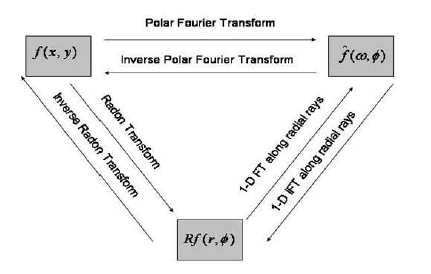 Polar Fourier Transform
f(x, y)
f̂(ω, ϕ)
Inverse Polar Fourier Transform
Radon Transform
Inverse Radon Transform
1-D FT along radial rays
1-D IFT along radial rays
Rf(r, ϕ)